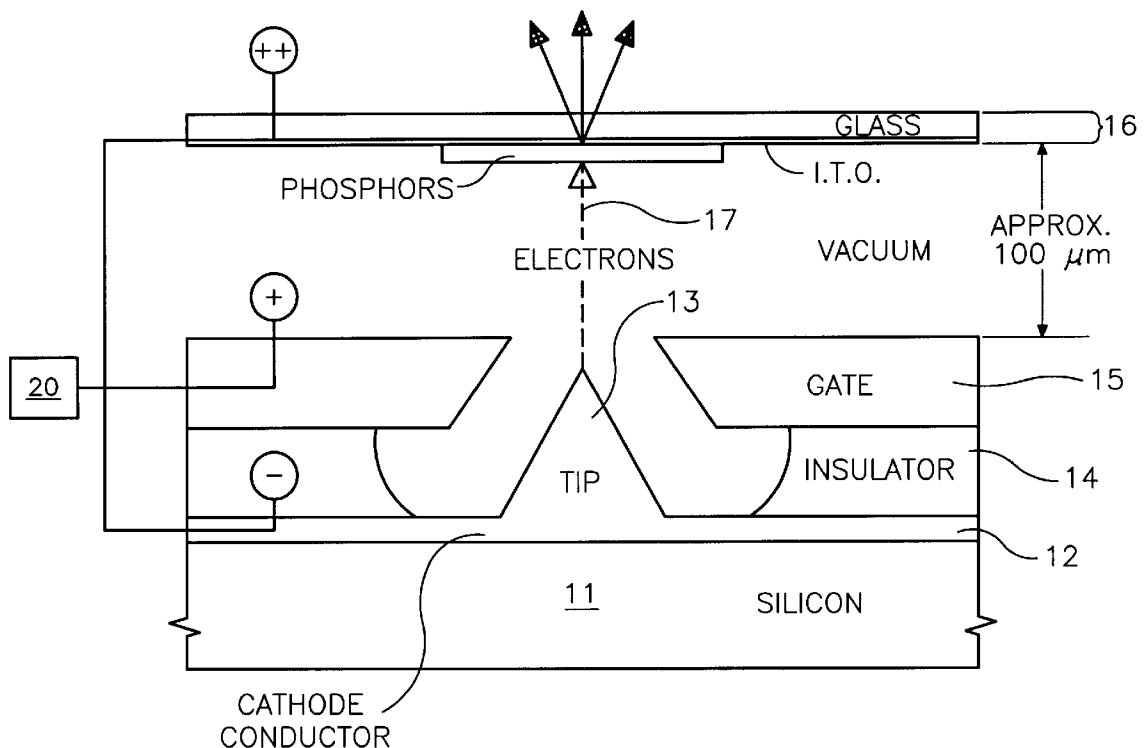 ++
GLASS
16
PHOSPHORS
I.T.O.
17
APPROX.
100 μm
ELECTRONS
VACUUM
+
13
20
GATE
15
−
TIP
INSULATOR
14
12
11
SILICON
CATHODE
CONDUCTOR